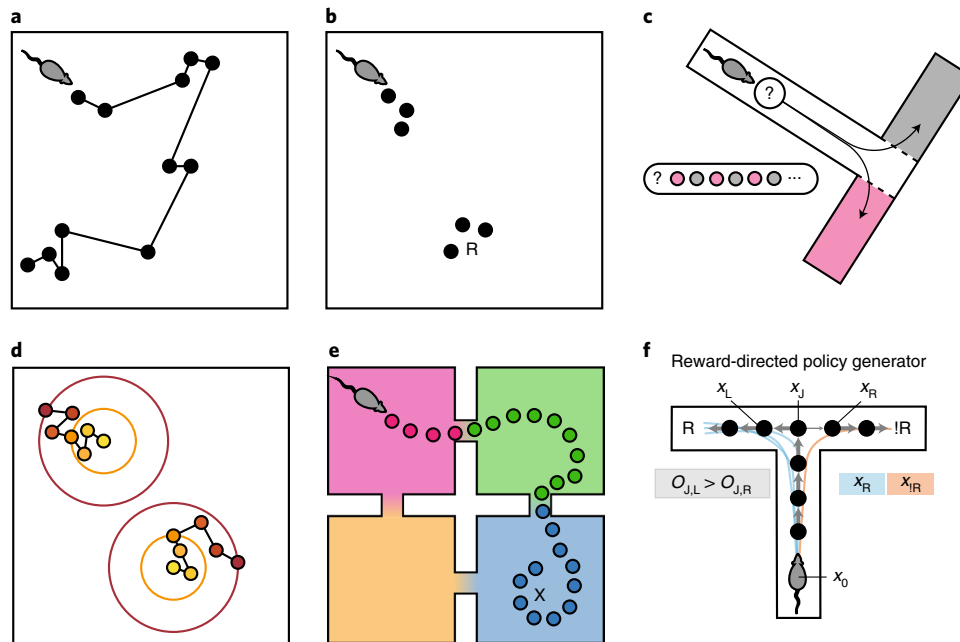 a
b
R
c
?
? ...
d
e
X
f
Reward-directed policy generator
x_L x_J x_R
R !R
O_J,L > O_J,R
x_R x_!R
x_0